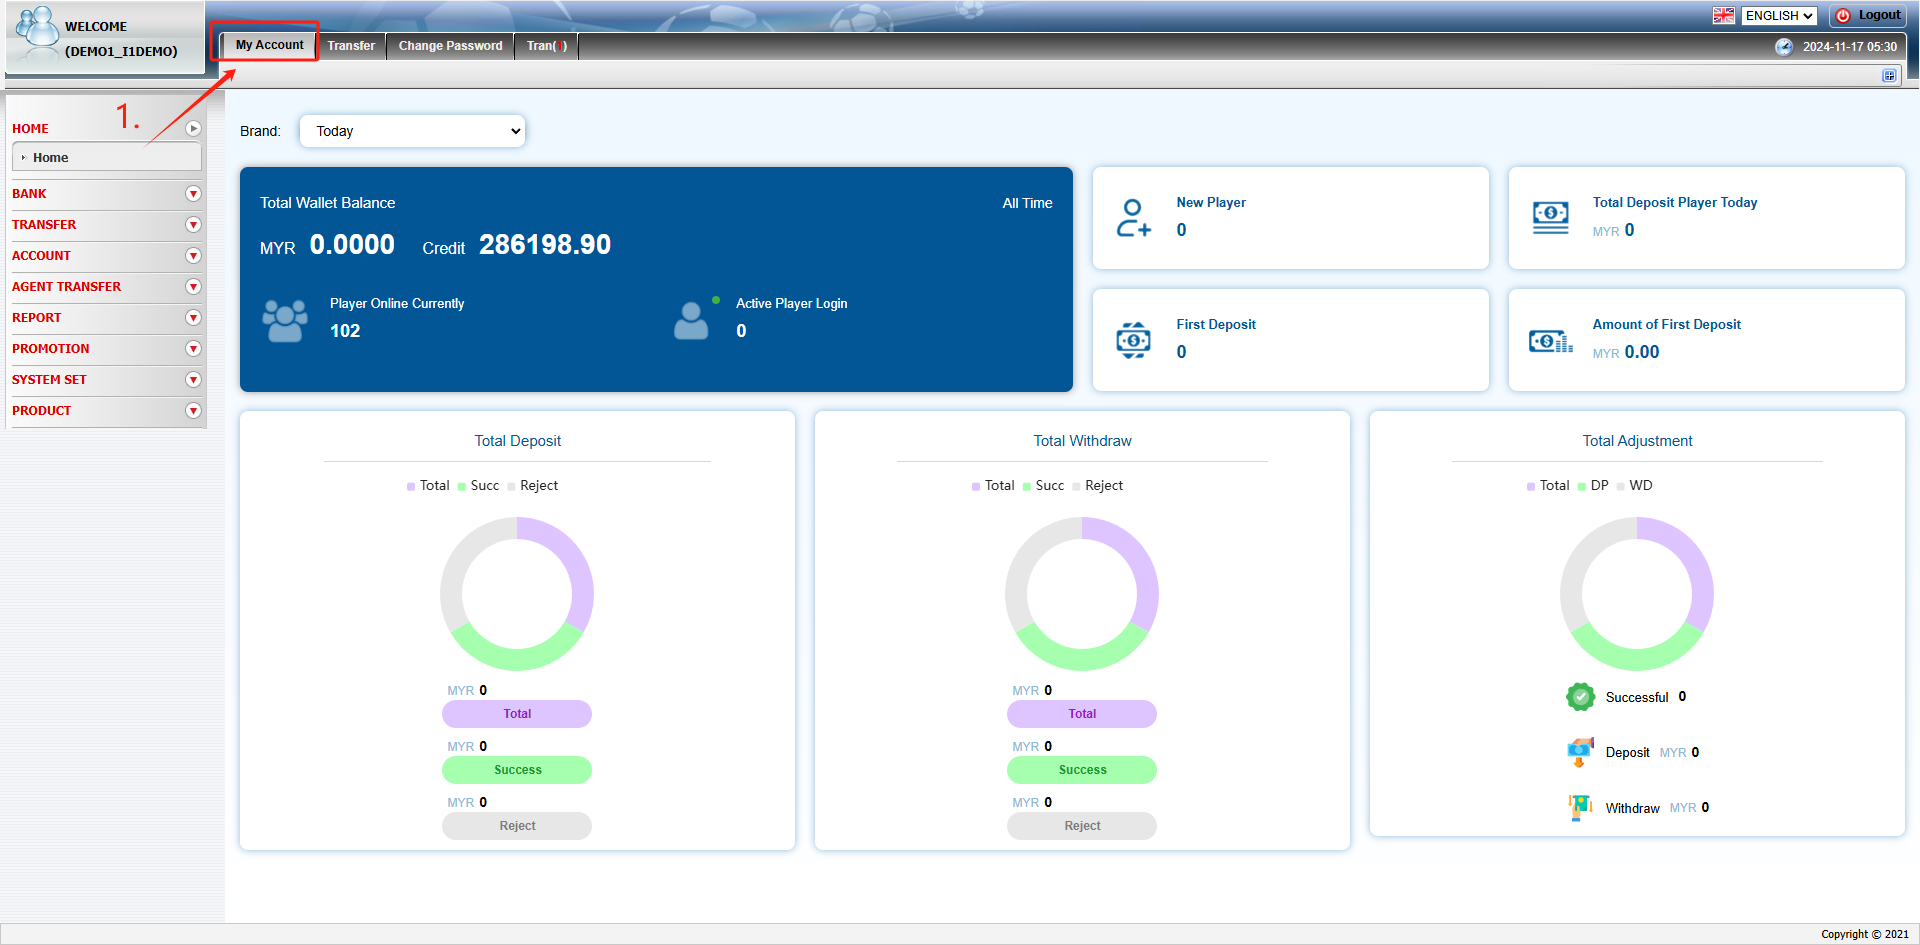 WELCOME
(DEMO1_I1DEMO)
ENGLISH
Logout
My Account
Transfer
Change Password
Tran( )
2024-11-17 05:30
1.
HOME
Home
BANK
TRANSFER
ACCOUNT
AGENT TRANSFER
REPORT
PROMOTION
SYSTEM SET
PRODUCT
Brand:
Today
Total Wallet Balance
All Time
MYR 0.0000 Credit 286198.90
Player Online Currently
102
Active Player Login
0
New Player
0
Total Deposit Player Today
MYR 0
First Deposit
0
Amount of First Deposit
MYR 0.00
Total Deposit
Total Succ Reject
MYR 0
Total
MYR 0
Success
MYR 0
Reject
Total Withdraw
Total Succ Reject
MYR 0
Total
MYR 0
Success
MYR 0
Reject
Total Adjustment
Total DP WD
Successful 0
Deposit MYR 0
Withdraw MYR 0
Copyright © 2021